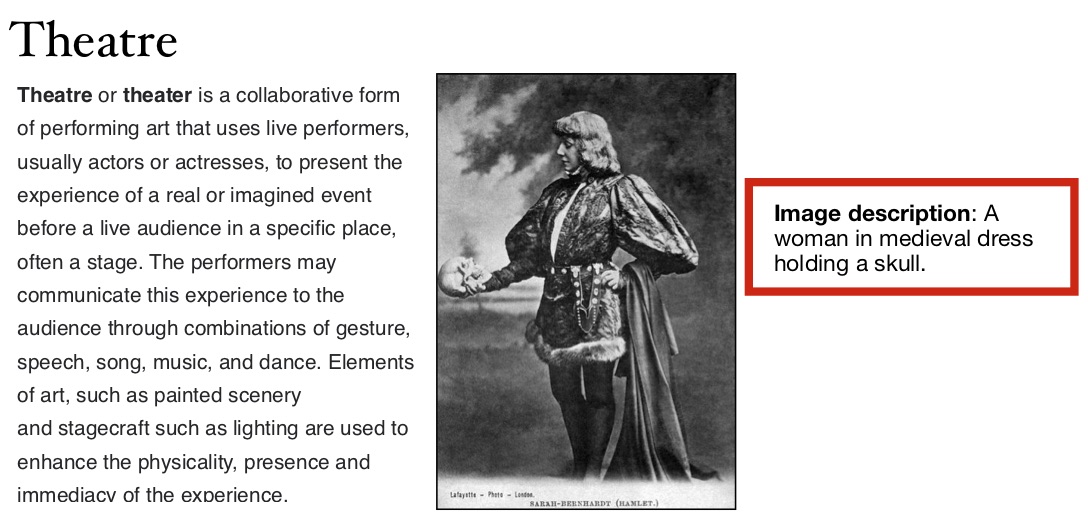 Theatre
Theatre or theater is a collaborative form
of performing art that uses live performers,
usually actors or actresses, to present the
experience of a real or imagined event
before a live audience in a specific place,
often a stage. The performers may
communicate this experience to the
audience through combinations of gesture,
speech, song, music, and dance. Elements
of art, such as painted scenery
and stagecraft such as lighting are used to
enhance the physicality, presence and
immediacy of the experience.
Lafayette - Photo - London.
SARAH-BERNHARDT (HAMLET.)
Image description: A
woman in medieval dress
holding a skull.